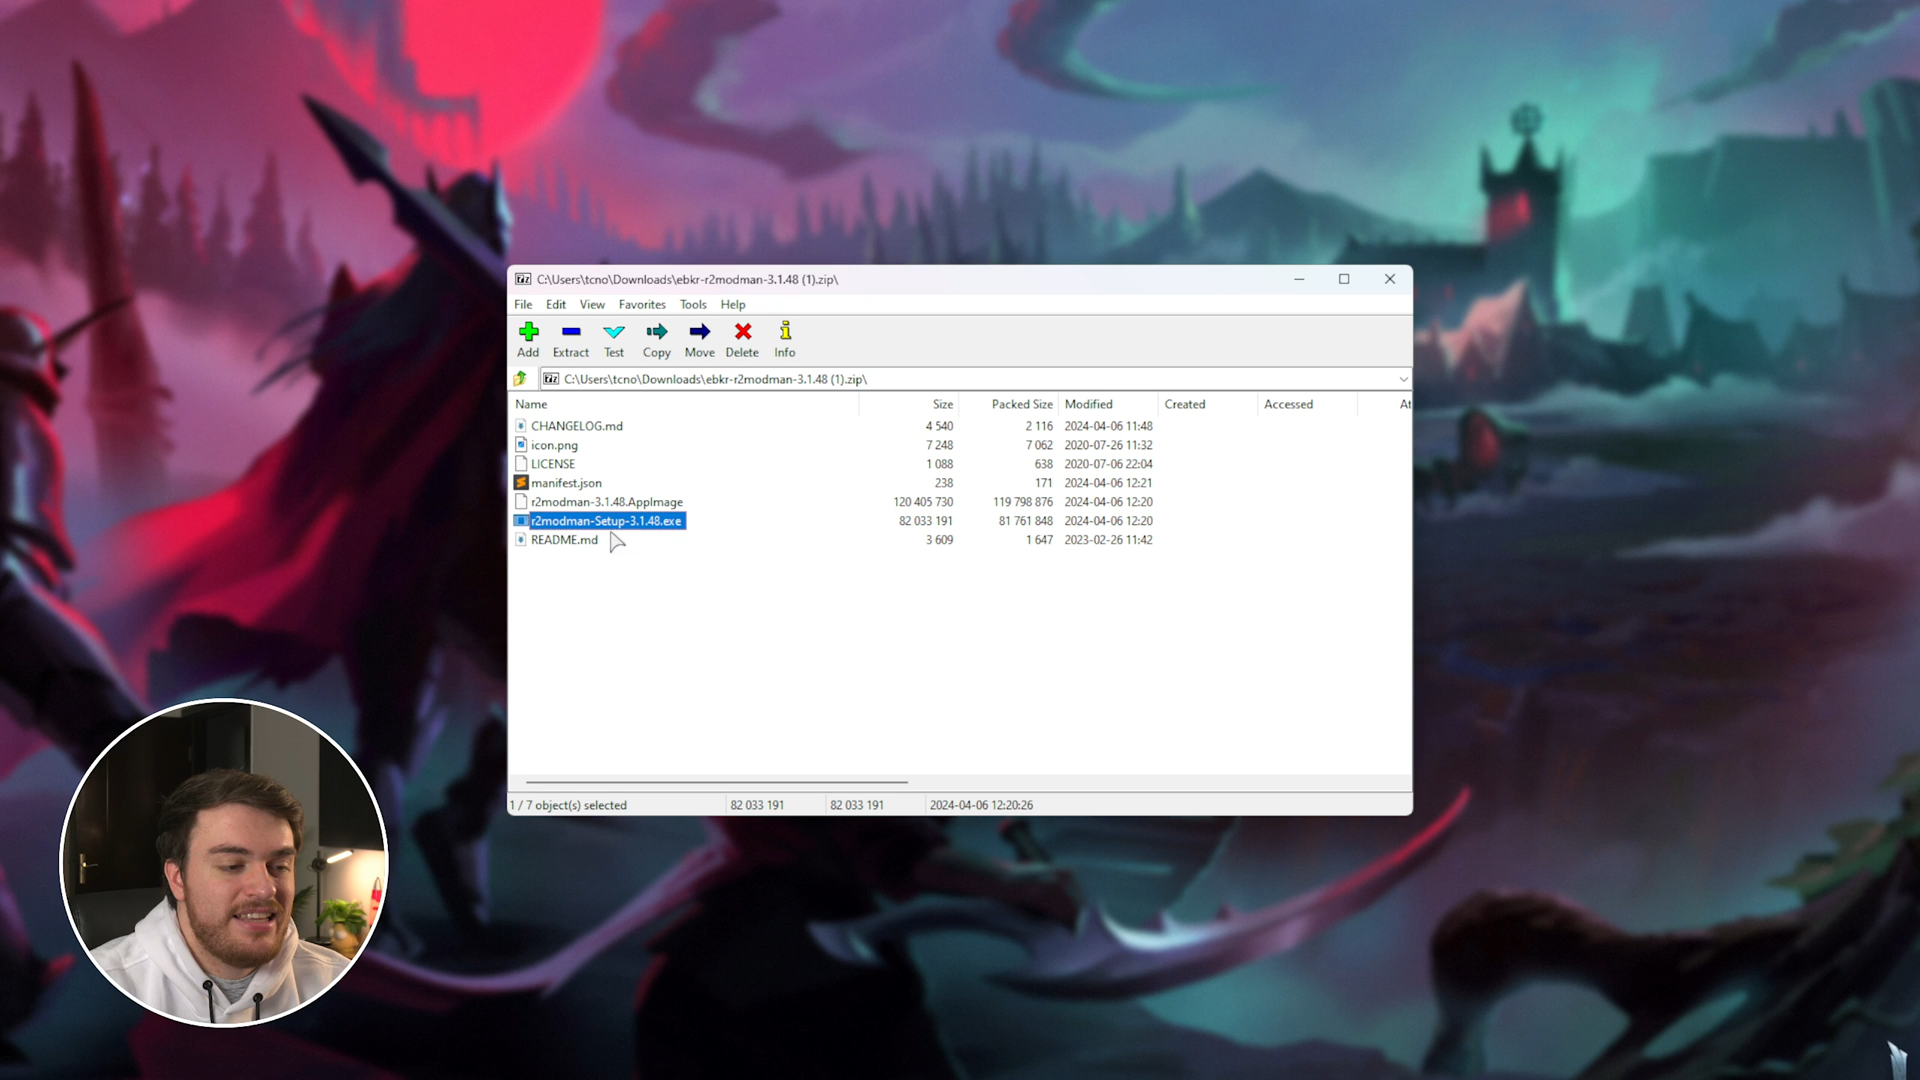 C:\Users\tcno\Downloads\ebkr-r2modman-3.1.48 (1).zip\
File Edit View Favorites Tools Help
Add Extract Test Copy Move Delete Info
C:\Users\tcno\Downloads\ebkr-r2modman-3.1.48 (1).zip\
Name Size Packed Size Modified Created Accessed At
CHANGELOG.md 4 540 2 116 2024-04-06 11:48
icon.png 7 248 7 062 2020-07-26 11:32
LICENSE 1 088 638 2020-07-06 22:04
manifest.json 238 171 2024-04-06 12:21
r2modman-3.1.48.AppImage 120 405 730 119 798 876 2024-04-06 12:20
r2modman-Setup-3.1.48.exe 82 033 191 81 761 848 2024-04-06 12:20
README.md 3 609 1 647 2023-02-26 11:42
1 / 7 object(s) selected 82 033 191 82 033 191 2024-04-06 12:20:26